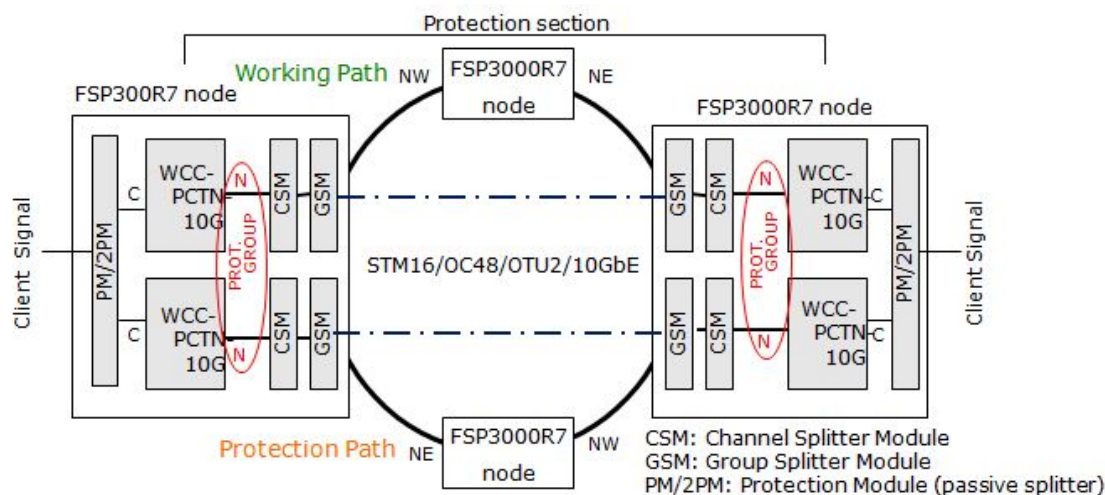 Protection section
Working Path
NW
FSP3000R7
node
NE
FSP300R7 node
FSP3000R7 node
Client Signal
PM/2PM
C
WCC-
PCTN-
10G
N
CSM
GSM
PROT.
GROUP
C
WCC-
PCTN-
10G
N
CSM
GSM
STM16/OC48/OTU2/10GbE
GSM
CSM
N
WCC-
PCTN-
10G
C
PROT.
GROUP
GSM
CSM
N
WCC-
PCTN-
10G
C
PM/2PM
Client Signal
Protection Path
NE
FSP3000R7
node
NW
CSM: Channel Splitter Module
GSM: Group Splitter Module
PM/2PM: Protection Module (passive splitter)